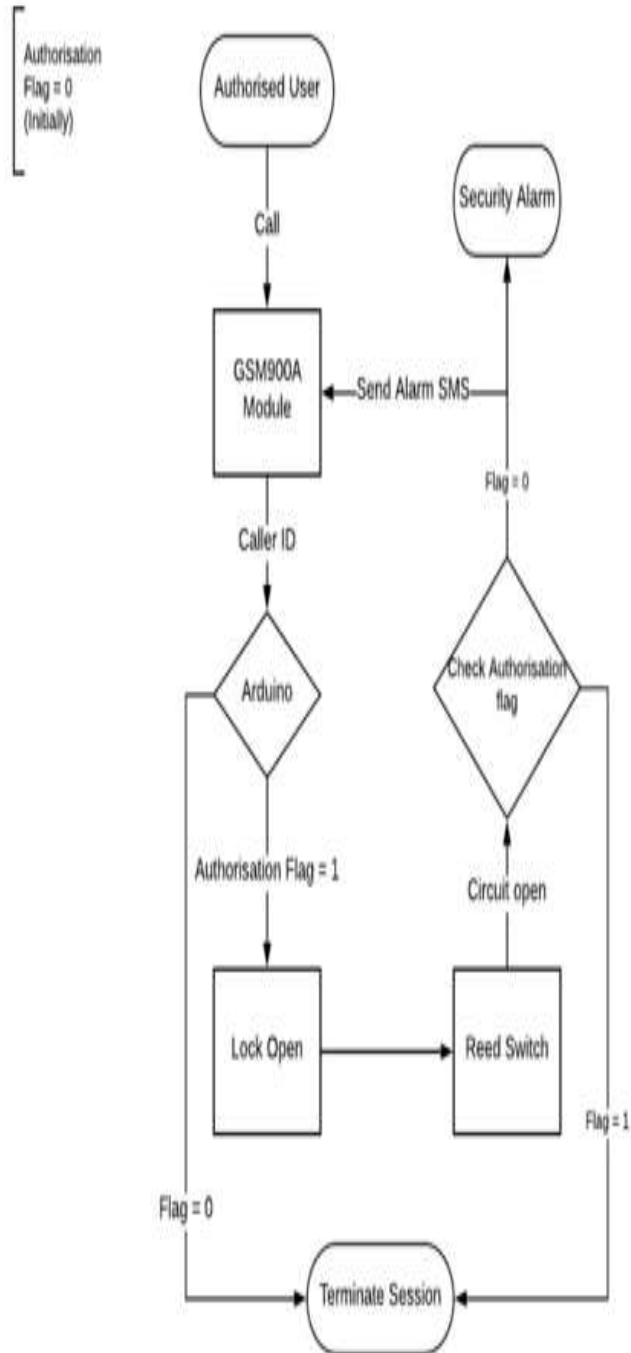 Authorisation
Flag = 0
(Initially)
Authorised User
Security Alarm
Call
GSM900A
Module
Send Alarm SMS
Flag = 0
Caller ID
Arduino
Check Authorisation
flag
Authorisation Flag = 1
Circuit open
Lock Open
Reed Switch
Flag = 1
Flag = 0
Terminate Session